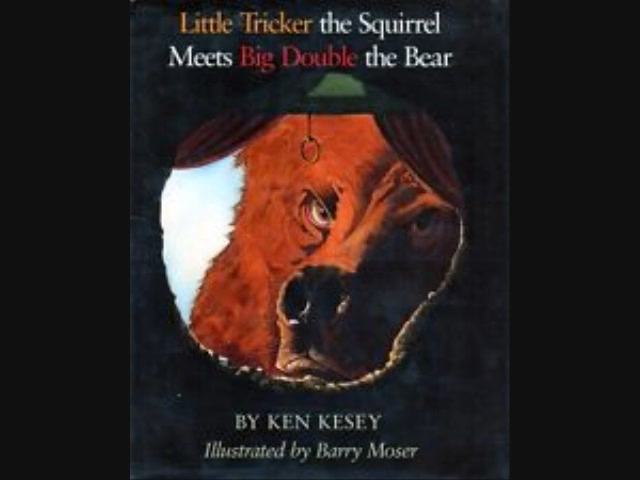 Little Tricker the Squirrel
Meets Big Double the Bear
BY KEN KESEY
Illustrated by Barry Moser